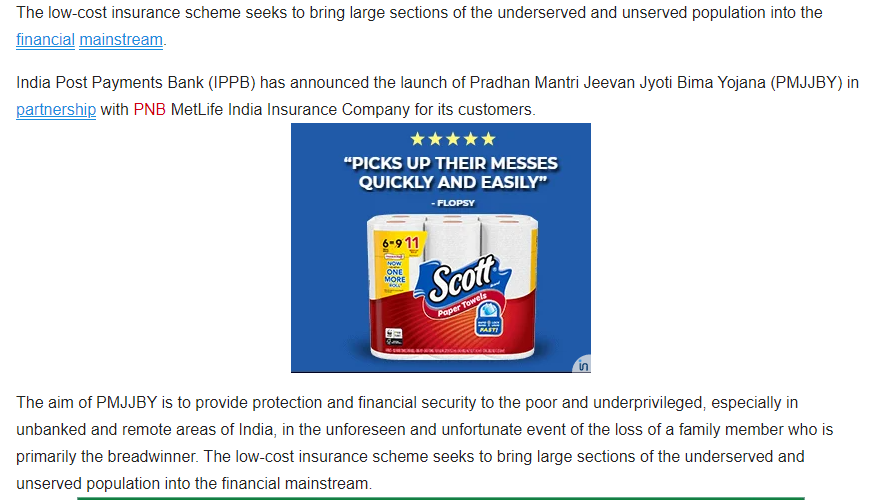 The low-cost insurance scheme seeks to bring large sections of the underserved and unserved population into the
financial mainstream.
India Post Payments Bank (IPPB) has announced the launch of Pradhan Mantri Jeevan Jyoti Bima Yojana (PMJJBY) in
partnership with PNB MetLife India Insurance Company for its customers.
“PICKS UP THEIR MESSES
QUICKLY AND EASILY”
- FLOPSY
6=9 11
NOW
ONE
MORE
ROLL
Scott
Paper Towels
FAST!
in
The aim of PMJJBY is to provide protection and financial security to the poor and underprivileged, especially in
unbanked and remote areas of India, in the unforeseen and unfortunate event of the loss of a family member who is
primarily the breadwinner. The low-cost insurance scheme seeks to bring large sections of the underserved and
unserved population into the financial mainstream.